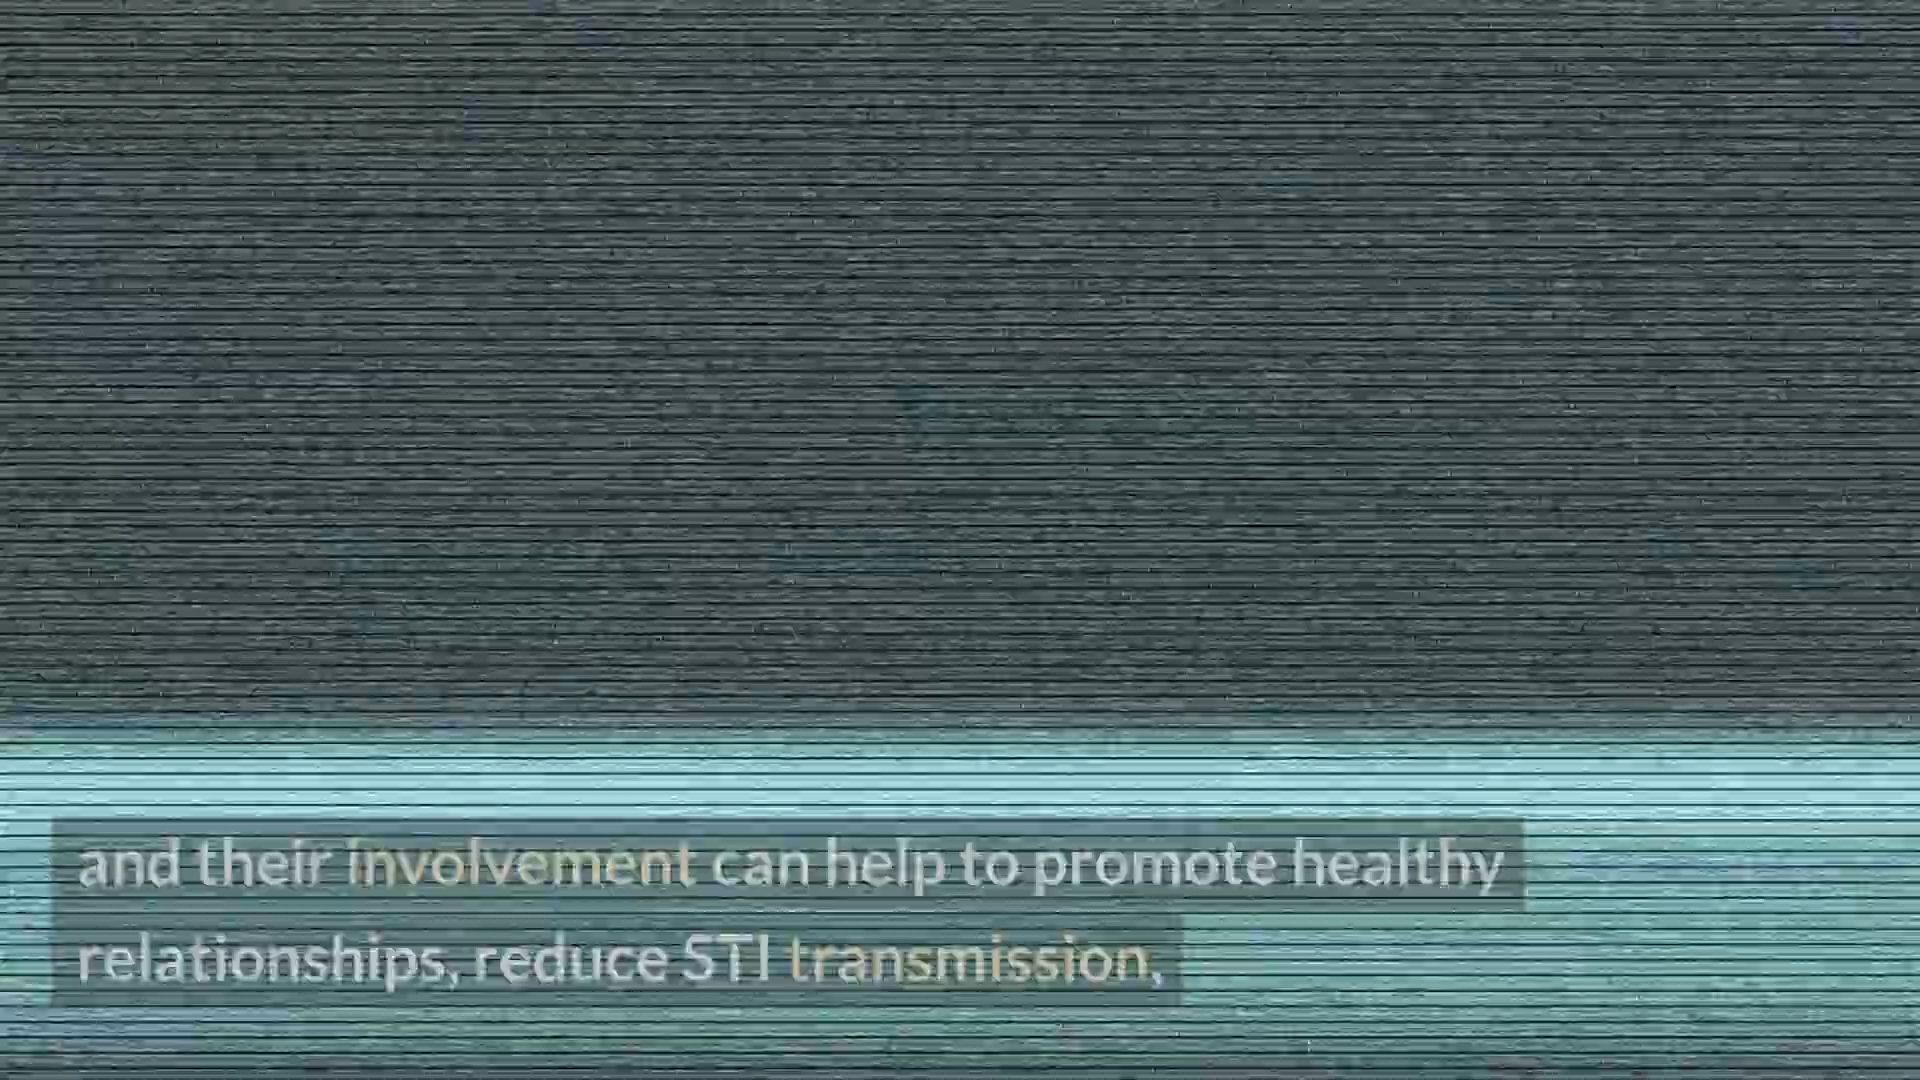 and their involvement can help to promote healthy
relationships, reduce STI transmission,